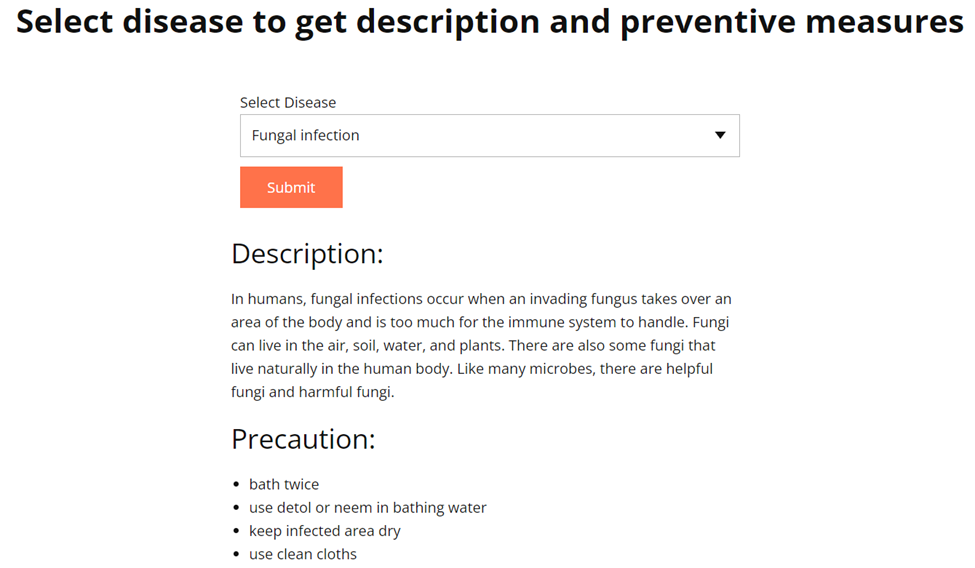 Select disease to get description and preventive measures
Select Disease
Fungal infection
Submit
Description:
In humans, fungal infections occur when an invading fungus takes over an
area of the body and is too much for the immune system to handle. Fungi
can live in the air, soil, water, and plants. There are also some fungi that
live naturally in the human body. Like many microbes, there are helpful
fungi and harmful fungi.
Precaution:
• bath twice
• use detol or neem in bathing water
• keep infected area dry
• use clean cloths